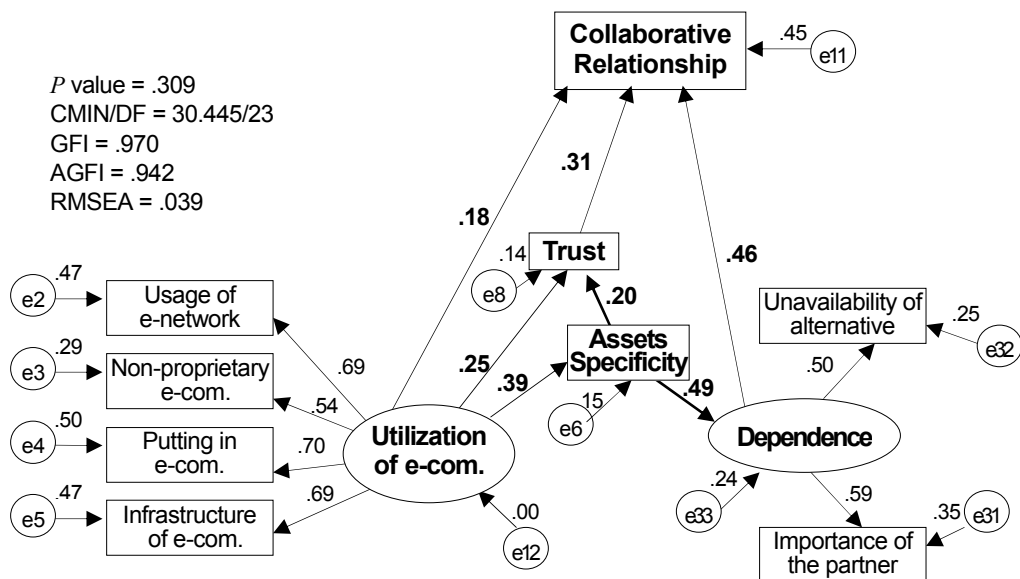 Collaborative
Relationship
.45
e11
P value = .309
CMIN/DF = 30.445/23
GFI = .970
AGFI = .942
RMSEA = .039
.31
.18
.46
Trust
.14
e8
.20
.47
e2
Usage of
e-network
.69
Unavailability of
alternative
.25
e32
.50
Assets
Specificity
.25
.39
.49
.15
e6
.29
e3
Non-proprietary
e-com.
.54
.50
e4
Putting in
e-com.
.70
Utilization
of e-com.
Dependence
.47
e5
Infrastructure
of e-com.
.69
.00
e12
.24
e33
.59
.35
e31
Importance of
the partner